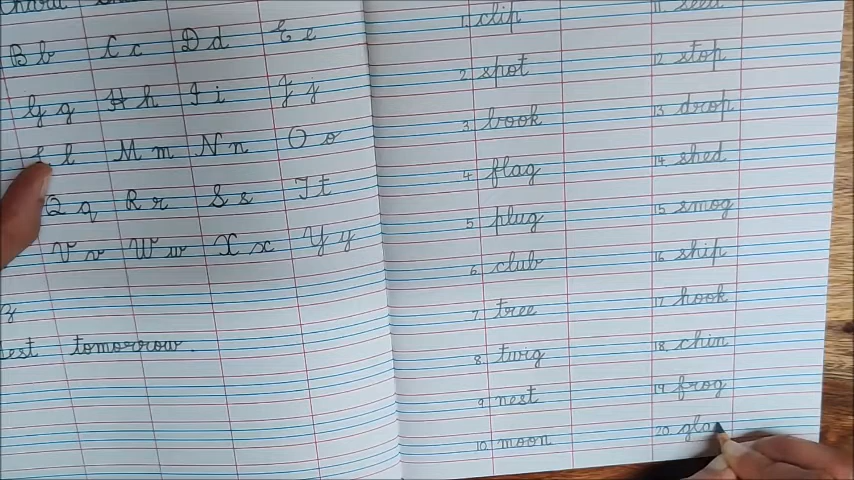 Bb Cc Dd Ee
Gg Hh Ii Jj
Ll Mm Nn Oo
Qq Rr Ss Tt
Vv Ww Xx Yy
z
tomorrow.
1. clip
2 spot
3. book
4 flag
5 plug
6. club
7 tree
8. twig
9 nest
10 moon
11 seed
12 stop
13 drop
14 shed
15 smog
16 ship
17 hook
18. chin
19 frog
20. gla